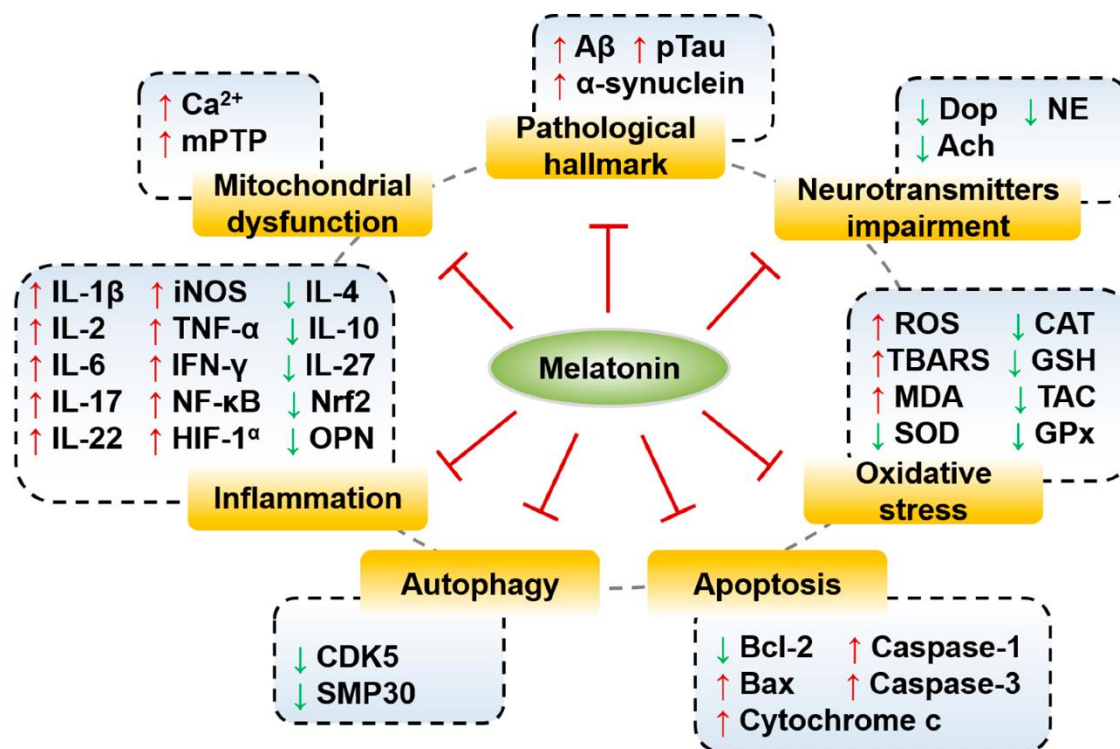 ↑ Aβ ↑ pTau
↑ α-synuclein
Pathological
hallmark
↑ Ca²⁺
↑ mPTP
Mitochondrial
dysfunction
↓ Dop ↓ NE
↓ Ach
Neurotransmitters
impairment
↑ IL-1β ↑ iNOS ↓ IL-4
↑ IL-2 ↑ TNF-α ↓ IL-10
↑ IL-6 ↑ IFN-γ ↓ IL-27
↑ IL-17 ↑ NF-κB ↓ Nrf2
↑ IL-22 ↑ HIF-1ᵅ ↓ OPN
Inflammation
Melatonin
↑ ROS ↓ CAT
↑ TBARS ↓ GSH
↑ MDA ↓ TAC
↓ SOD ↓ GPx
Oxidative
stress
Autophagy
↓ CDK5
↓ SMP30
Apoptosis
↓ Bcl-2 ↑ Caspase-1
↑ Bax ↑ Caspase-3
↑ Cytochrome c